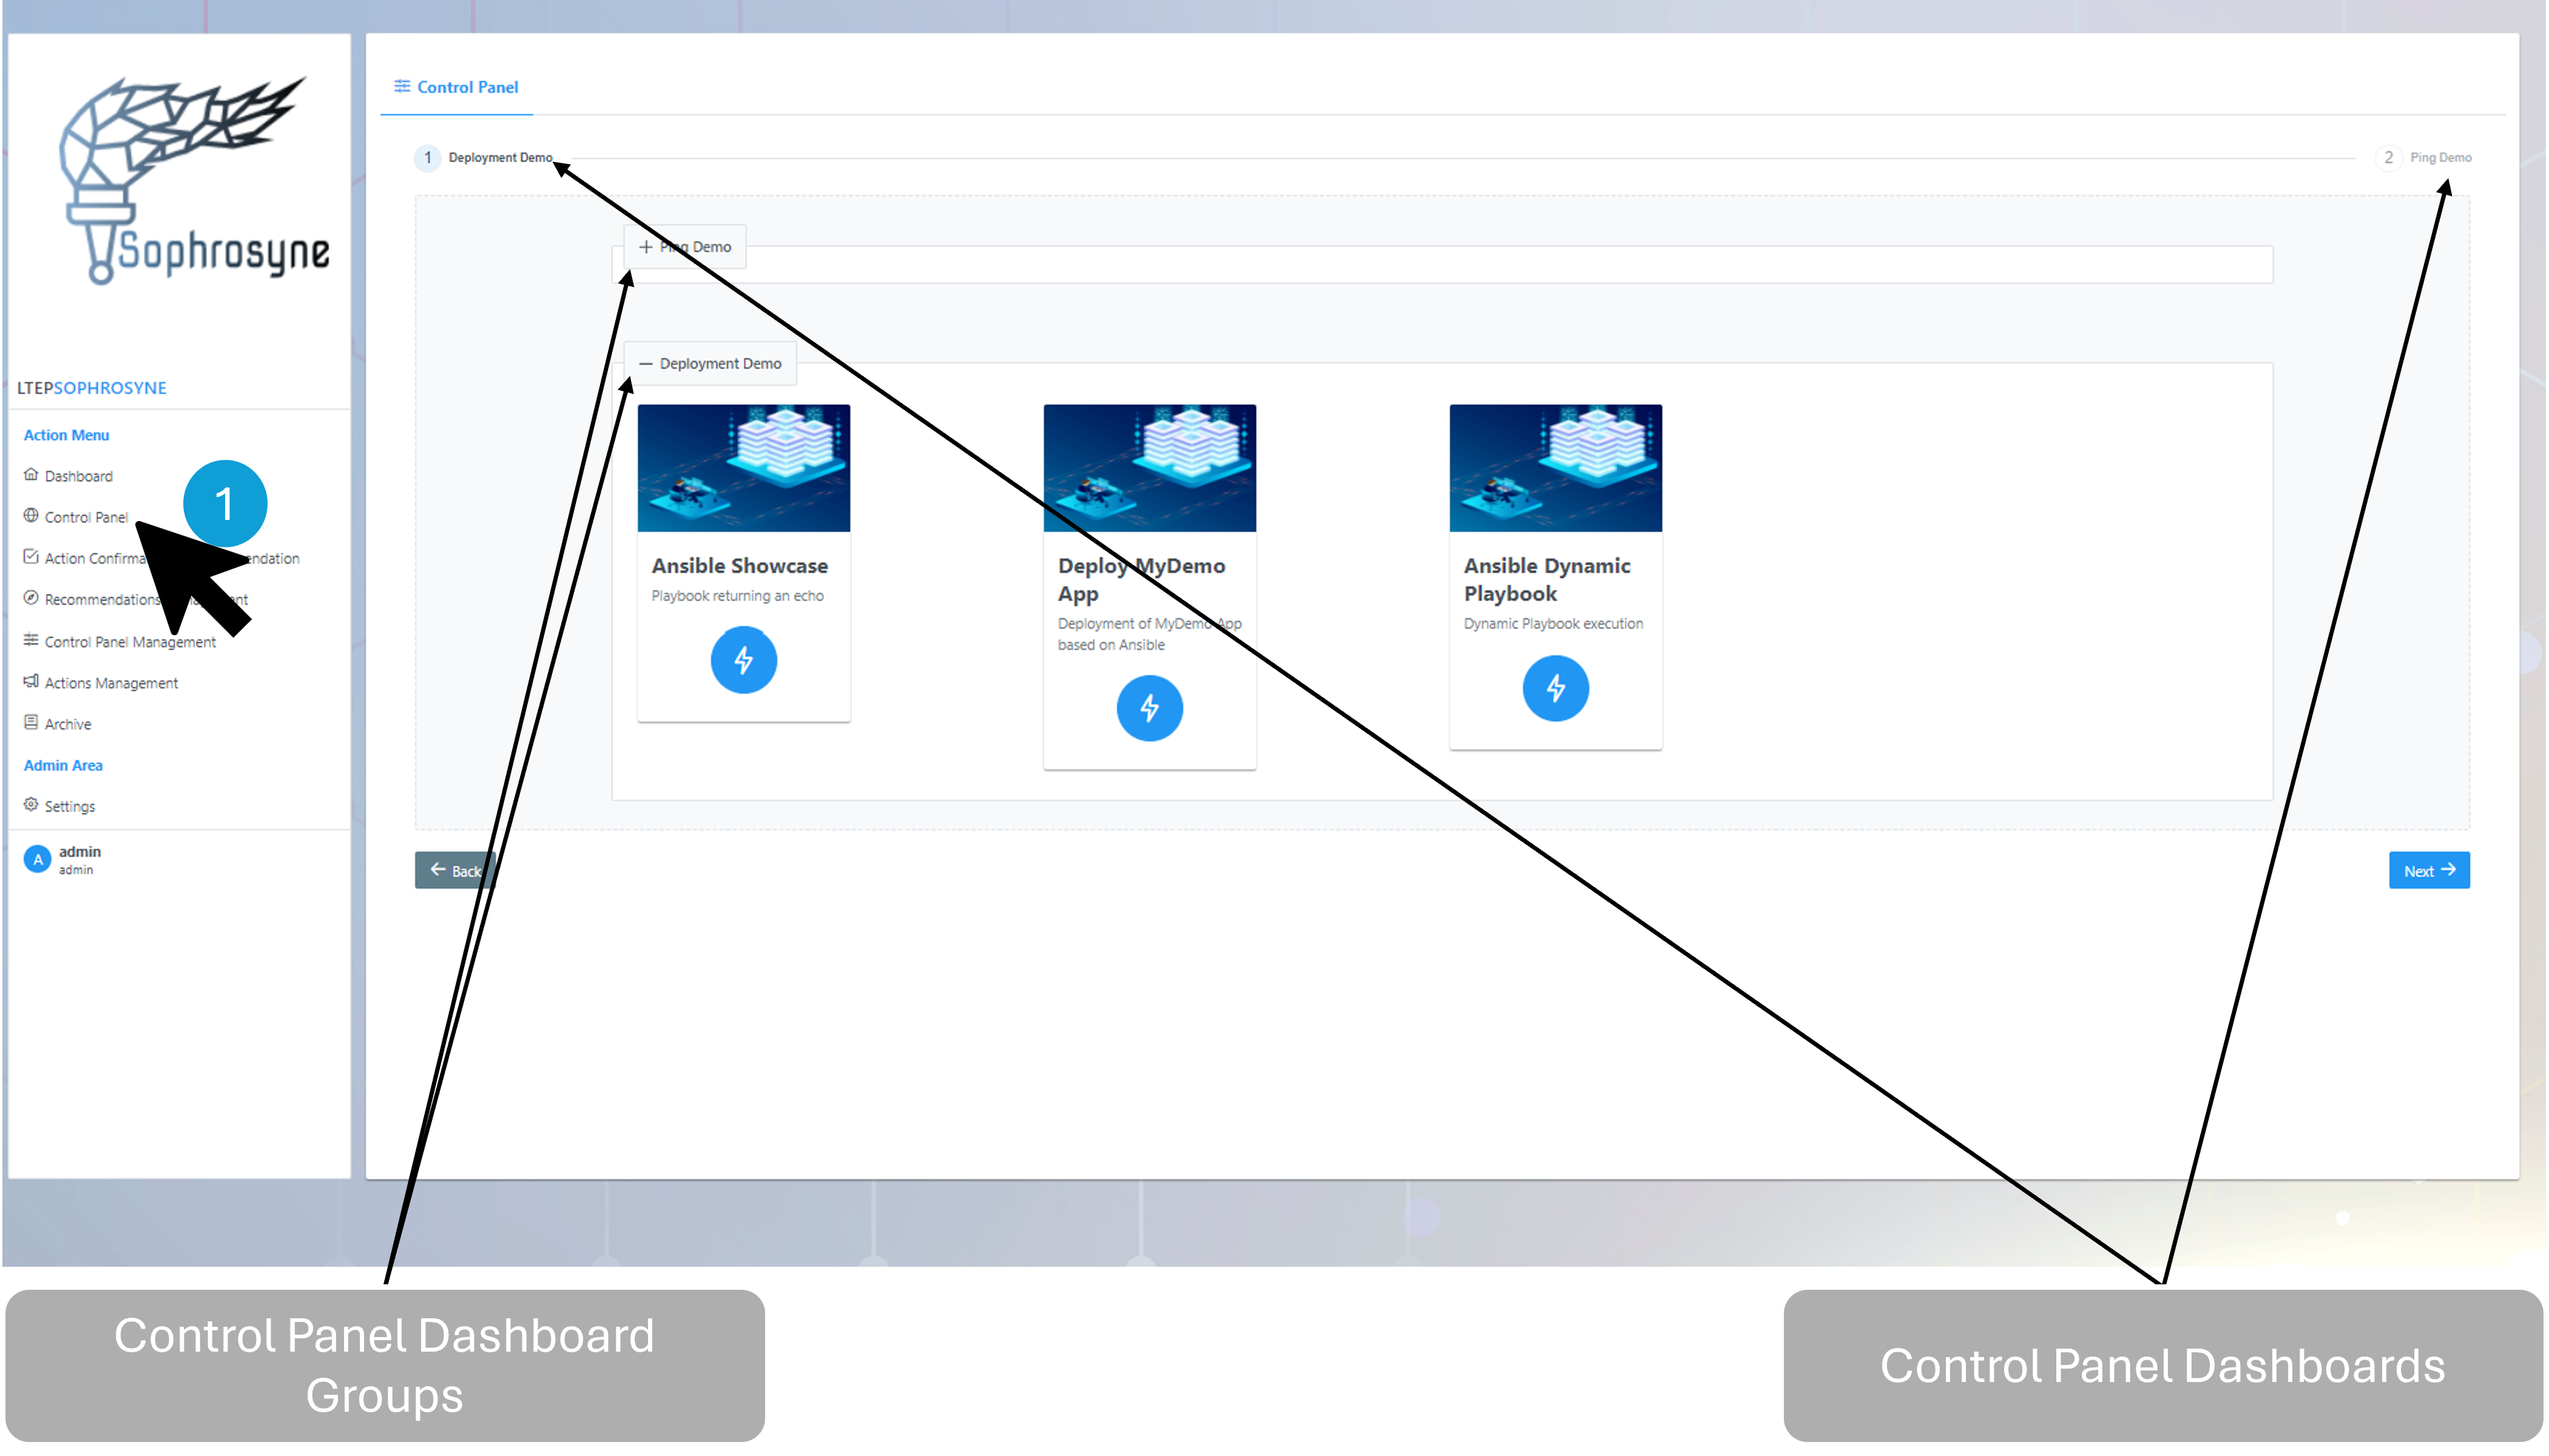 Sophrosyne
LTEPSOPHROSYNE
Action Menu
Dashboard
Control Panel
1
Action Confirma endation
Recommendations ent
Control Panel Management
Actions Management
Archive
Admin Area
Settings
A admin
admin
Control Panel
1 Deployment Demo
2 Ping Demo
+ Ping Demo
− Deployment Demo
Ansible Showcase
Playbook returning an echo
Deploy MyDemo
App
Deployment of MyDemo App
based on Ansible
Ansible Dynamic
Playbook
Dynamic Playbook execution
← Back
Next →
Control Panel Dashboard
Groups
Control Panel Dashboards